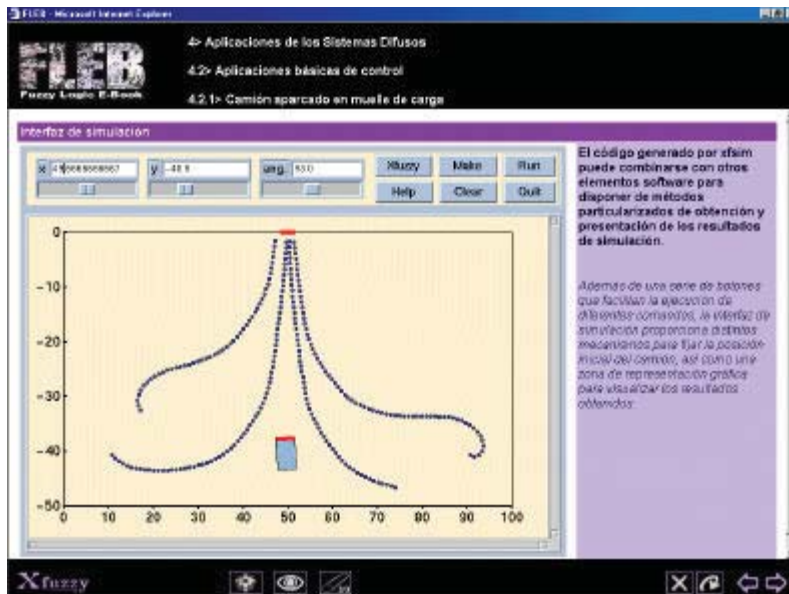 FLEB - Microsoft Internet Explorer
FLEB
Fuzzy Logic E-Book
4> Aplicaciones de los Sistemas Difusos
4.2> Aplicaciones básicas de control
4.2.1> Camión aparcado en muelle de carga
Interfaz de simulación
x
y
ang
Xfuzzy
Make
Run
Help
Clear
Quit
0
-10
-20
-30
-40
-50
0 10 20 30 40 50 60 70 80 90 100
El código generado por xfsim
puede combinarse con otros
elementos software para
disponer de métodos
particularizados de obtención y
presentación de los resultados
de simulación.
Además de una serie de botones
que facilitan la ejecución de
diferentes comandos, la interfaz de
simulación proporciona distintos
mecanismos para fijar la posición
inicial del camión, así como una
zona de representación gráfica
para visualizar los resultados
obtenidos.
Xfuzzy